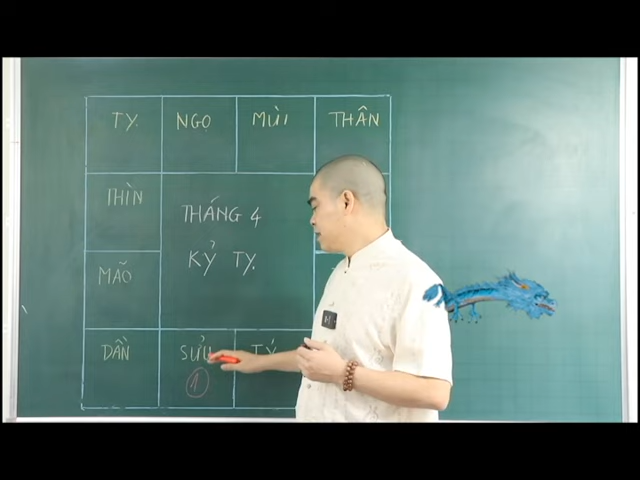 TỴ NGỌ MÙI THÂN
THÌN
THÁNG 4
KỶ TỴ
MÃO
DẦN SỬU TÝ
1